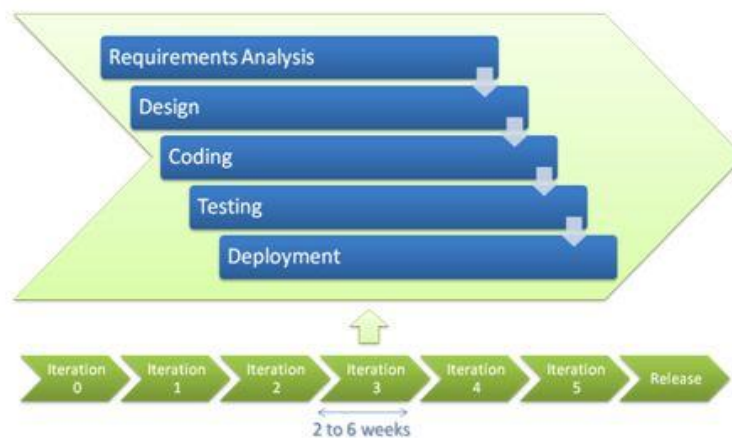 Requirements Analysis
Design
Coding
Testing
Deployment
Iteration
0
Iteration
1
Iteration
2
Iteration
3
Iteration
4
Iteration
5
Release
2 to 6 weeks